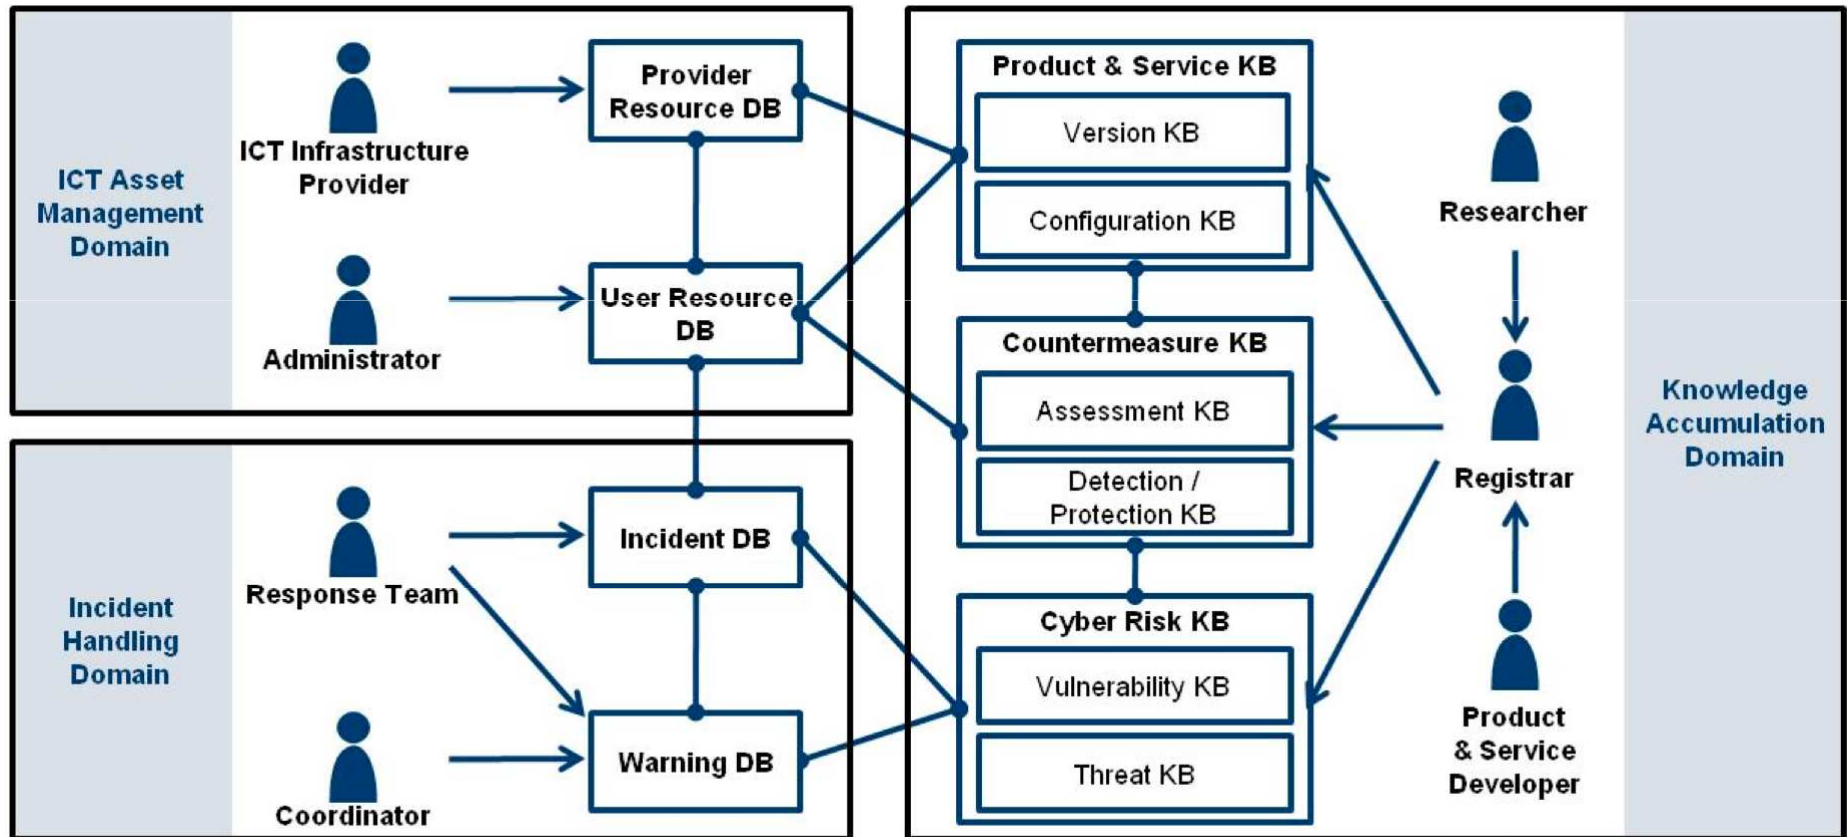 ICT Asset
Management
Domain
ICT Infrastructure
Provider
Administrator
Provider
Resource DB
User Resource
DB
Incident
Handling
Domain
Response Team
Coordinator
Incident DB
Warning DB
Product & Service KB
Version KB
Configuration KB
Countermeasure KB
Assessment KB
Detection /
Protection KB
Cyber Risk KB
Vulnerability KB
Threat KB
Researcher
Registrar
Product
& Service
Developer
Knowledge
Accumulation
Domain